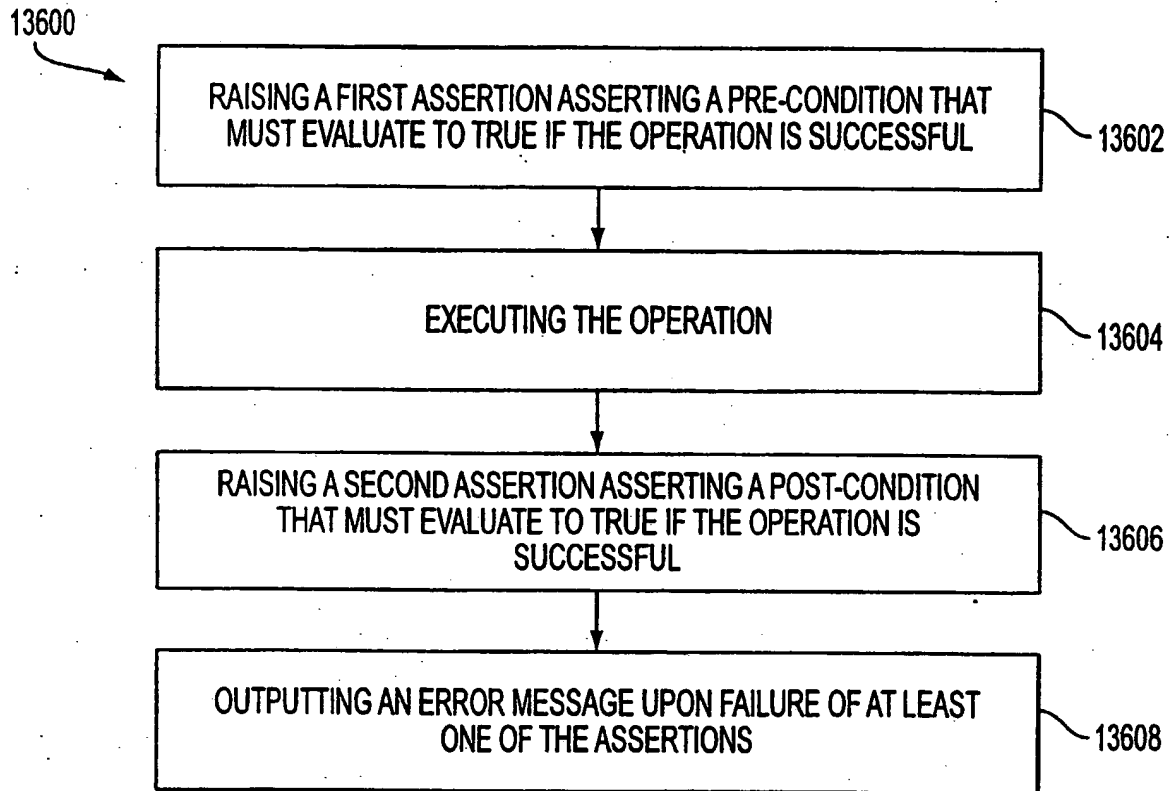 13600
RAISING A FIRST ASSERTION ASSERTING A PRE-CONDITION THAT
MUST EVALUATE TO TRUE IF THE OPERATION IS SUCCESSFUL
13602
EXECUTING THE OPERATION
13604
RAISING A SECOND ASSERTION ASSERTING A POST-CONDITION
THAT MUST EVALUATE TO TRUE IF THE OPERATION IS
SUCCESSFUL
13606
OUTPUTTING AN ERROR MESSAGE UPON FAILURE OF AT LEAST
ONE OF THE ASSERTIONS
13608